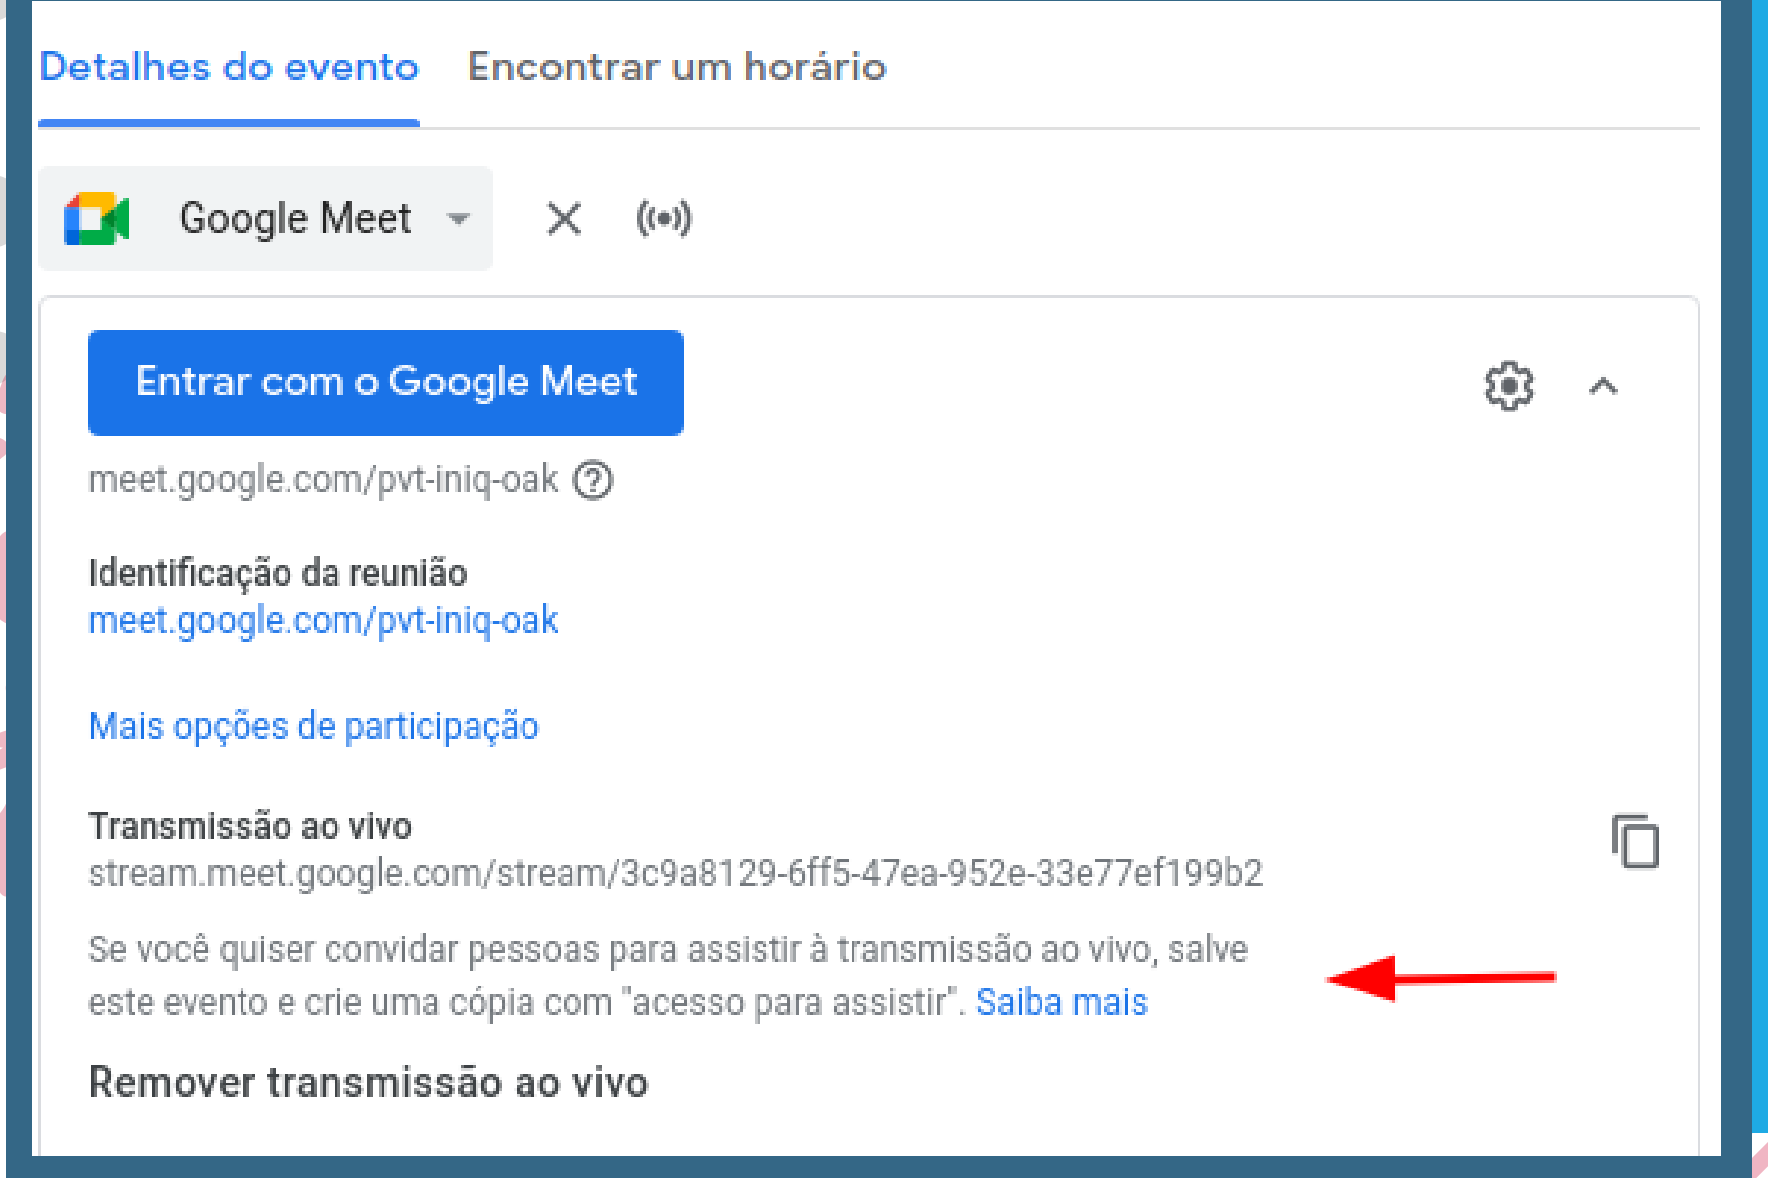 Detalhes do evento Encontrar um horário
Google Meet
Entrar com o Google Meet
meet.google.com/pvt-iniq-oak
Identificação da reunião
meet.google.com/pvt-iniq-oak
Mais opções de participação
Transmissão ao vivo
stream.meet.google.com/stream/3c9a8129-6ff5-47ea-952e-33e77ef199b2
Se você quiser convidar pessoas para assistir à transmissão ao vivo, salve
este evento e crie uma cópia com "acesso para assistir". Saiba mais
Remover transmissão ao vivo